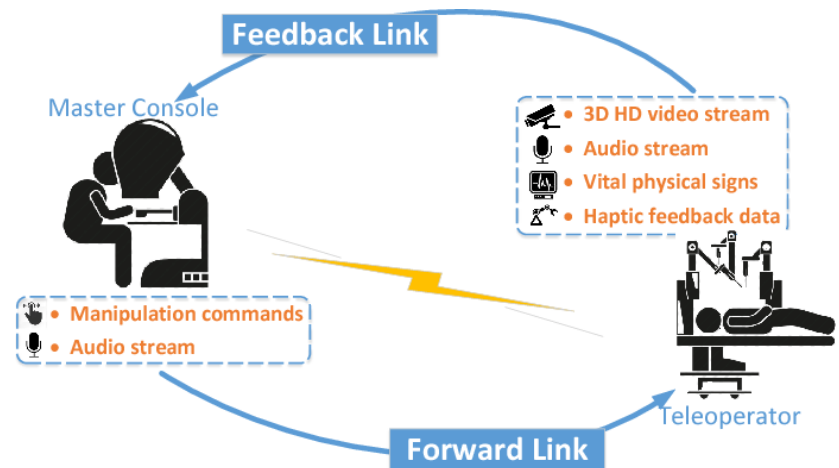 Feedback Link
Master Console
• 3D HD video stream
• Audio stream
• Vital physical signs
• Haptic feedback data
• Manipulation commands
• Audio stream
Teleoperator
Forward Link